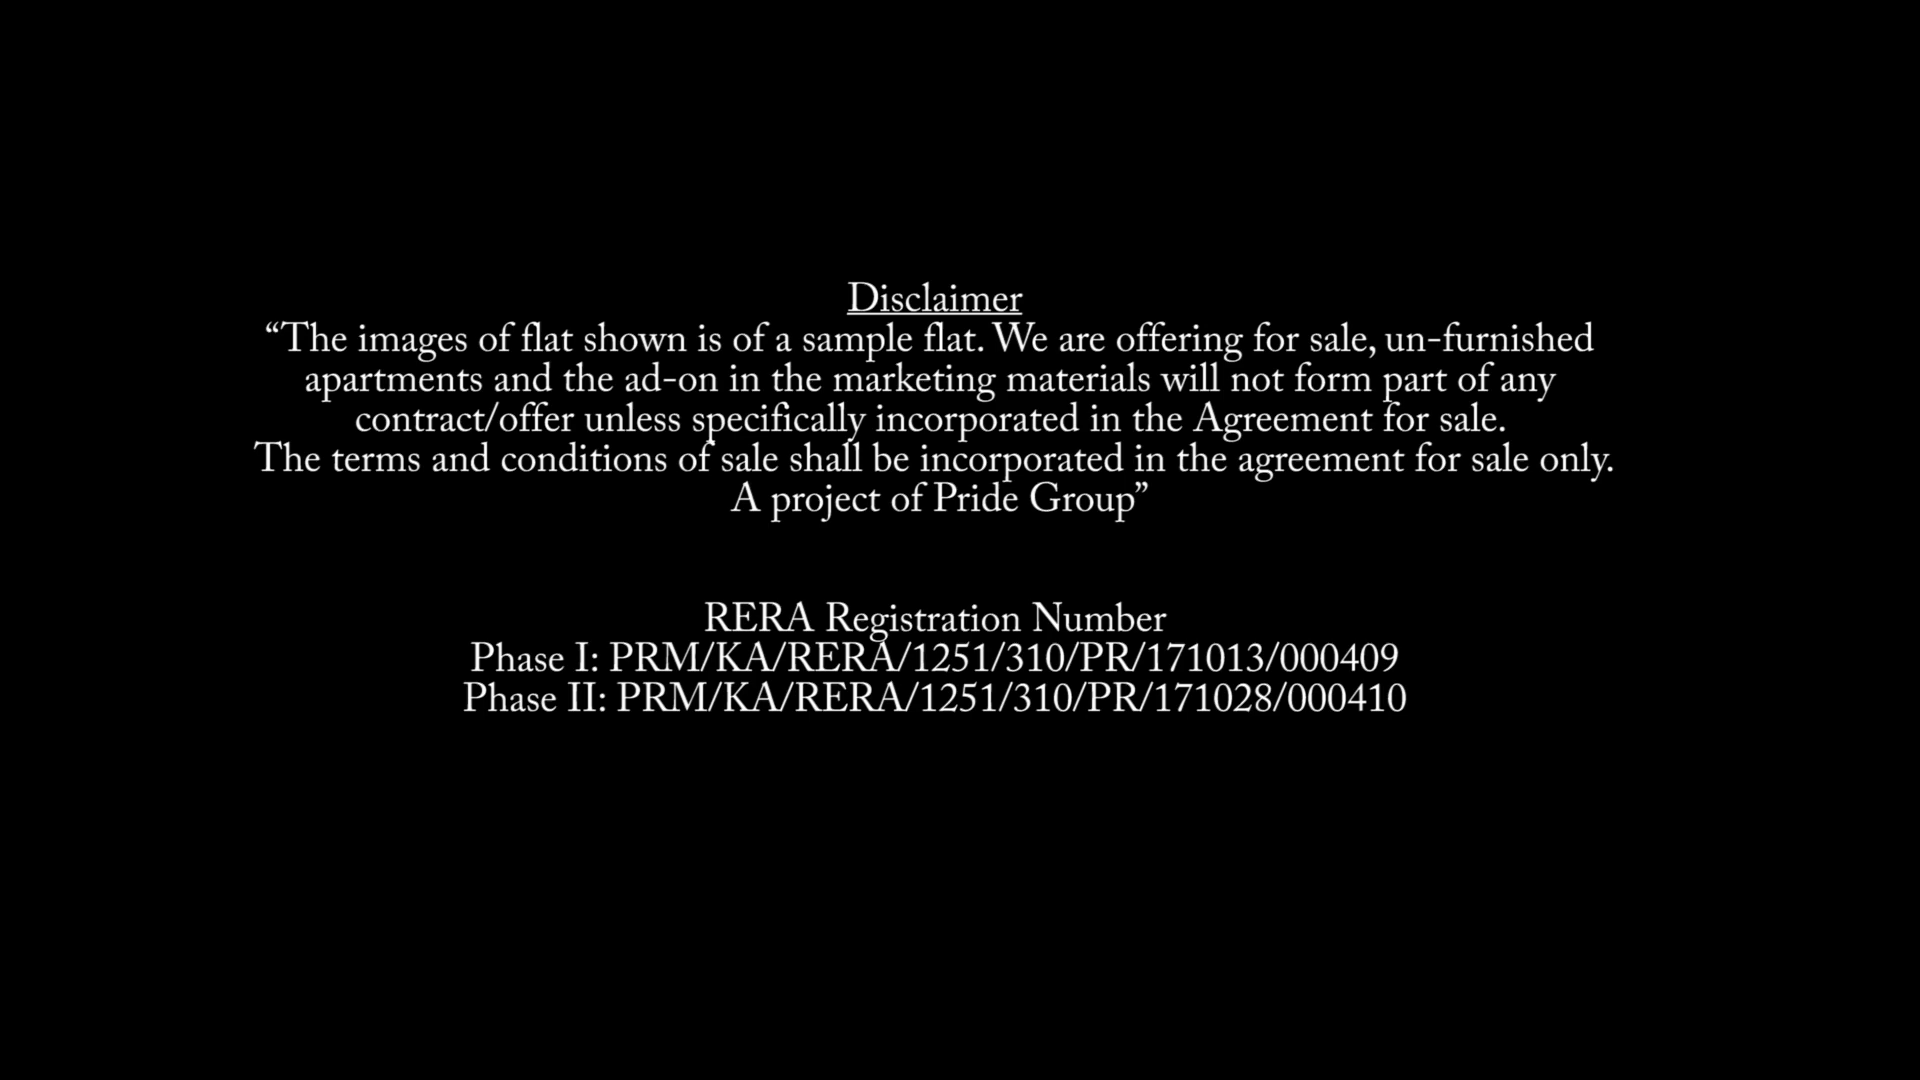 Disclaimer
“The images of flat shown is of a sample flat. We are offering for sale, un-furnished
apartments and the ad-on in the marketing materials will not form part of any
contract/offer unless specifically incorporated in the Agreement for sale.
The terms and conditions of sale shall be incorporated in the agreement for sale only.
A project of Pride Group”
RERA Registration Number
Phase I: PRM/KA/RERA/1251/310/PR/171013/000409
Phase II: PRM/KA/RERA/1251/310/PR/171028/000410